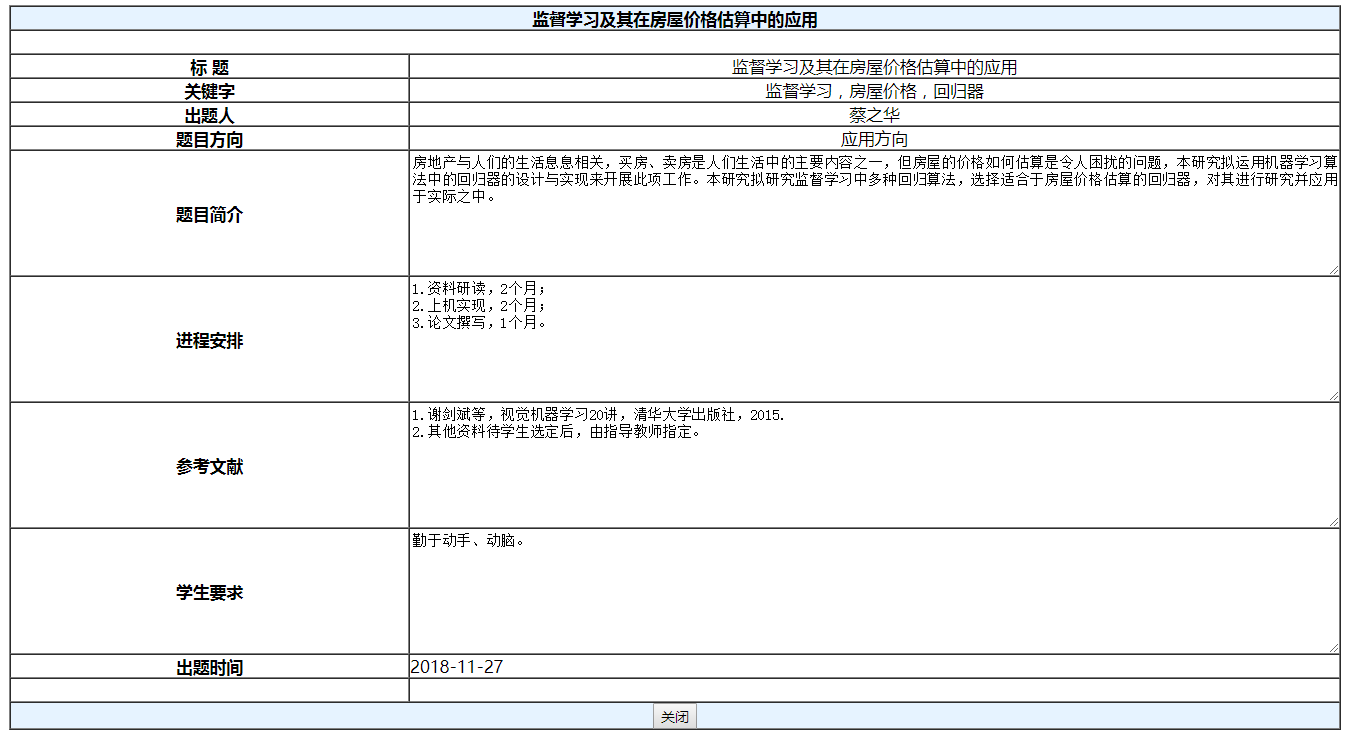 监督学习及其在房屋价格估算中的应用
标 题
监督学习及其在房屋价格估算中的应用
关键字
监督学习，房屋价格，回归器
出题人
蔡之华
题目方向
应用方向
题目简介
房地产与人们的生活息息相关，买房、卖房是人们生活中的主要内容之一，但房屋的价格如何估算是令人困扰的问题，本研究拟运用机器学习算
法中的回归器的设计与实现来开展此项工作。本研究拟研究监督学习中多种回归算法，选择适合于房屋价格估算的回归器，对其进行研究并应用
于实际之中。
进程安排
1.资料研读，2个月；
2.上机实现，2个月；
3.论文撰写，1个月。
参考文献
1.谢剑斌等，视觉机器学习20讲，清华大学出版社，2015.
2.其他资料待学生选定后，由指导教师指定。
学生要求
勤于动手、动脑。
出题时间
2018-11-27
关闭